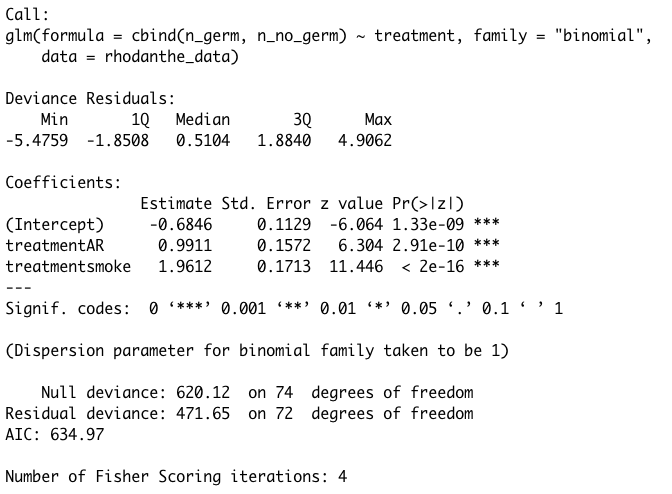 Call:
glm(formula = cbind(n_germ, n_no_germ) ~ treatment, family = "binomial",
    data = rhodanthe_data)

Deviance Residuals:
    Min       1Q   Median       3Q      Max
-5.4759  -1.8508   0.5104   1.8840   4.9062

Coefficients:
               Estimate Std. Error z value Pr(>|z|)
(Intercept)     -0.6846     0.1129  -6.064 1.33e-09 ***
treatmentAR      0.9911     0.1572   6.304 2.91e-10 ***
treatmentsmoke   1.9612     0.1713  11.446  < 2e-16 ***
---
Signif. codes:  0 ‘***’ 0.001 ‘**’ 0.01 ‘*’ 0.05 ‘.’ 0.1 ‘ ’ 1

(Dispersion parameter for binomial family taken to be 1)

    Null deviance: 620.12  on 74  degrees of freedom
Residual deviance: 471.65  on 72  degrees of freedom
AIC: 634.97

Number of Fisher Scoring iterations: 4